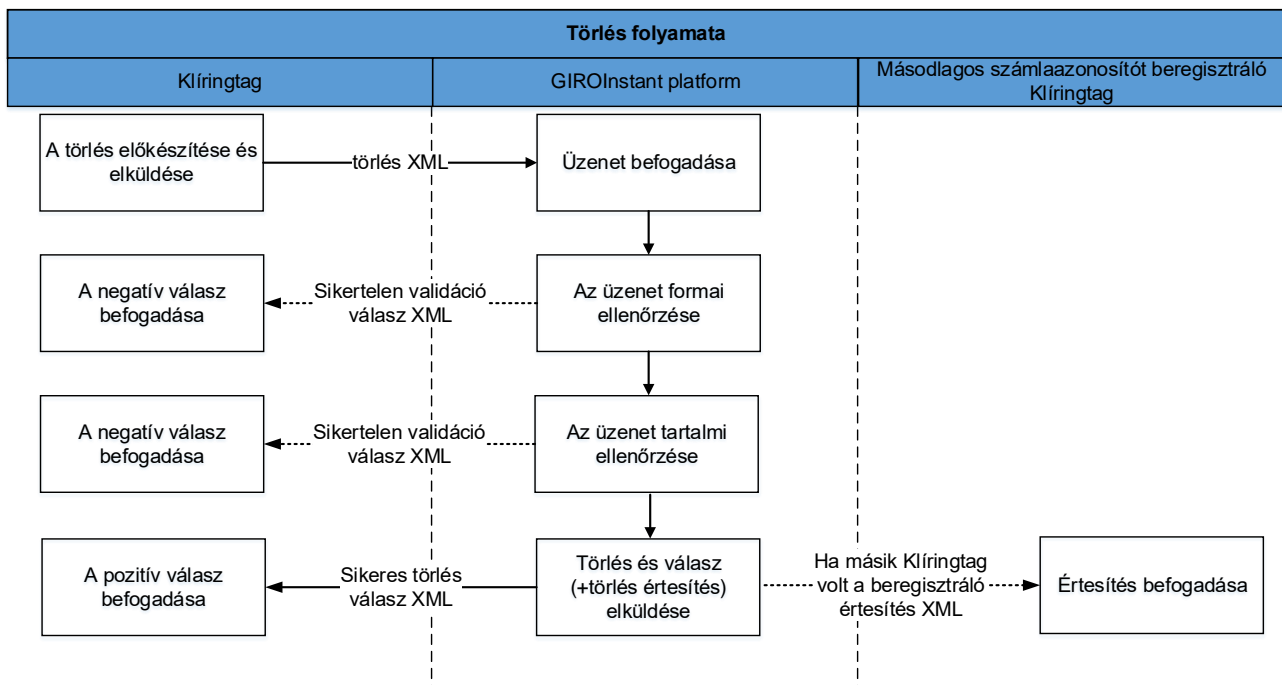 Törlés folyamata
Klíringtag
GIROInstant platform
Másodlagos számlaazonosítót beregisztráló
Klíringtag
A törlés előkészítése és
elküldése
törlés XML
Üzenet befogadása
A negatív válasz
befogadása
Sikertelen validáció
válasz XML
Az üzenet formai
ellenőrzése
A negatív válasz
befogadása
Sikertelen validáció
válasz XML
Az üzenet tartalmi
ellenőrzése
A pozitív válasz
befogadása
Sikeres törlés
válasz XML
Törlés és válasz
(+törlés értesítés)
elküldése
Ha másik Klíringtag
volt a beregisztráló
értesítés XML
Értesítés befogadása